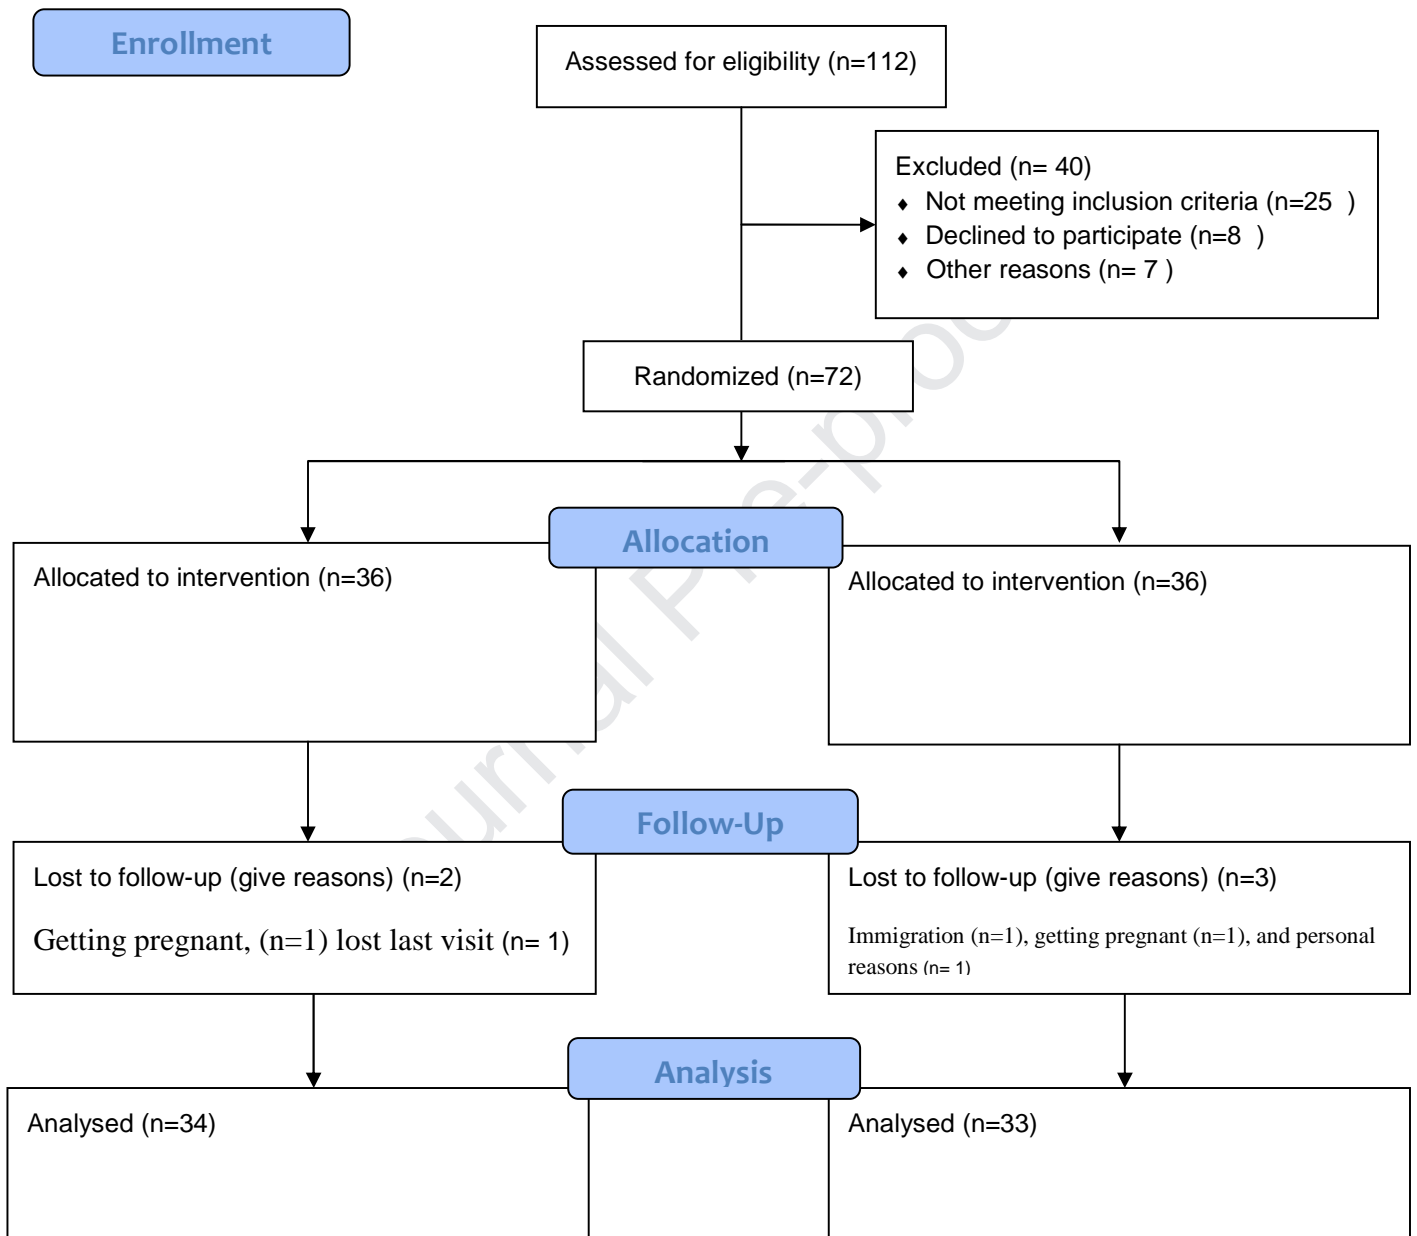 Enrollment
Assessed for eligibility (n=112)
Excluded (n= 40)
♦ Not meeting inclusion criteria (n=25  )
♦ Declined to participate (n=8  )
♦ Other reasons (n= 7 )
Randomized (n=72)
Allocation
Allocated to intervention (n=36)
Allocated to intervention (n=36)
Follow-Up
Lost to follow-up (give reasons) (n=2)
Getting pregnant, (n=1) lost last visit (n= 1)
Lost to follow-up (give reasons) (n=3)
Immigration (n=1), getting pregnant (n=1), and personal
reasons (n= 1)
Analysis
Analysed (n=34)
Analysed (n=33)